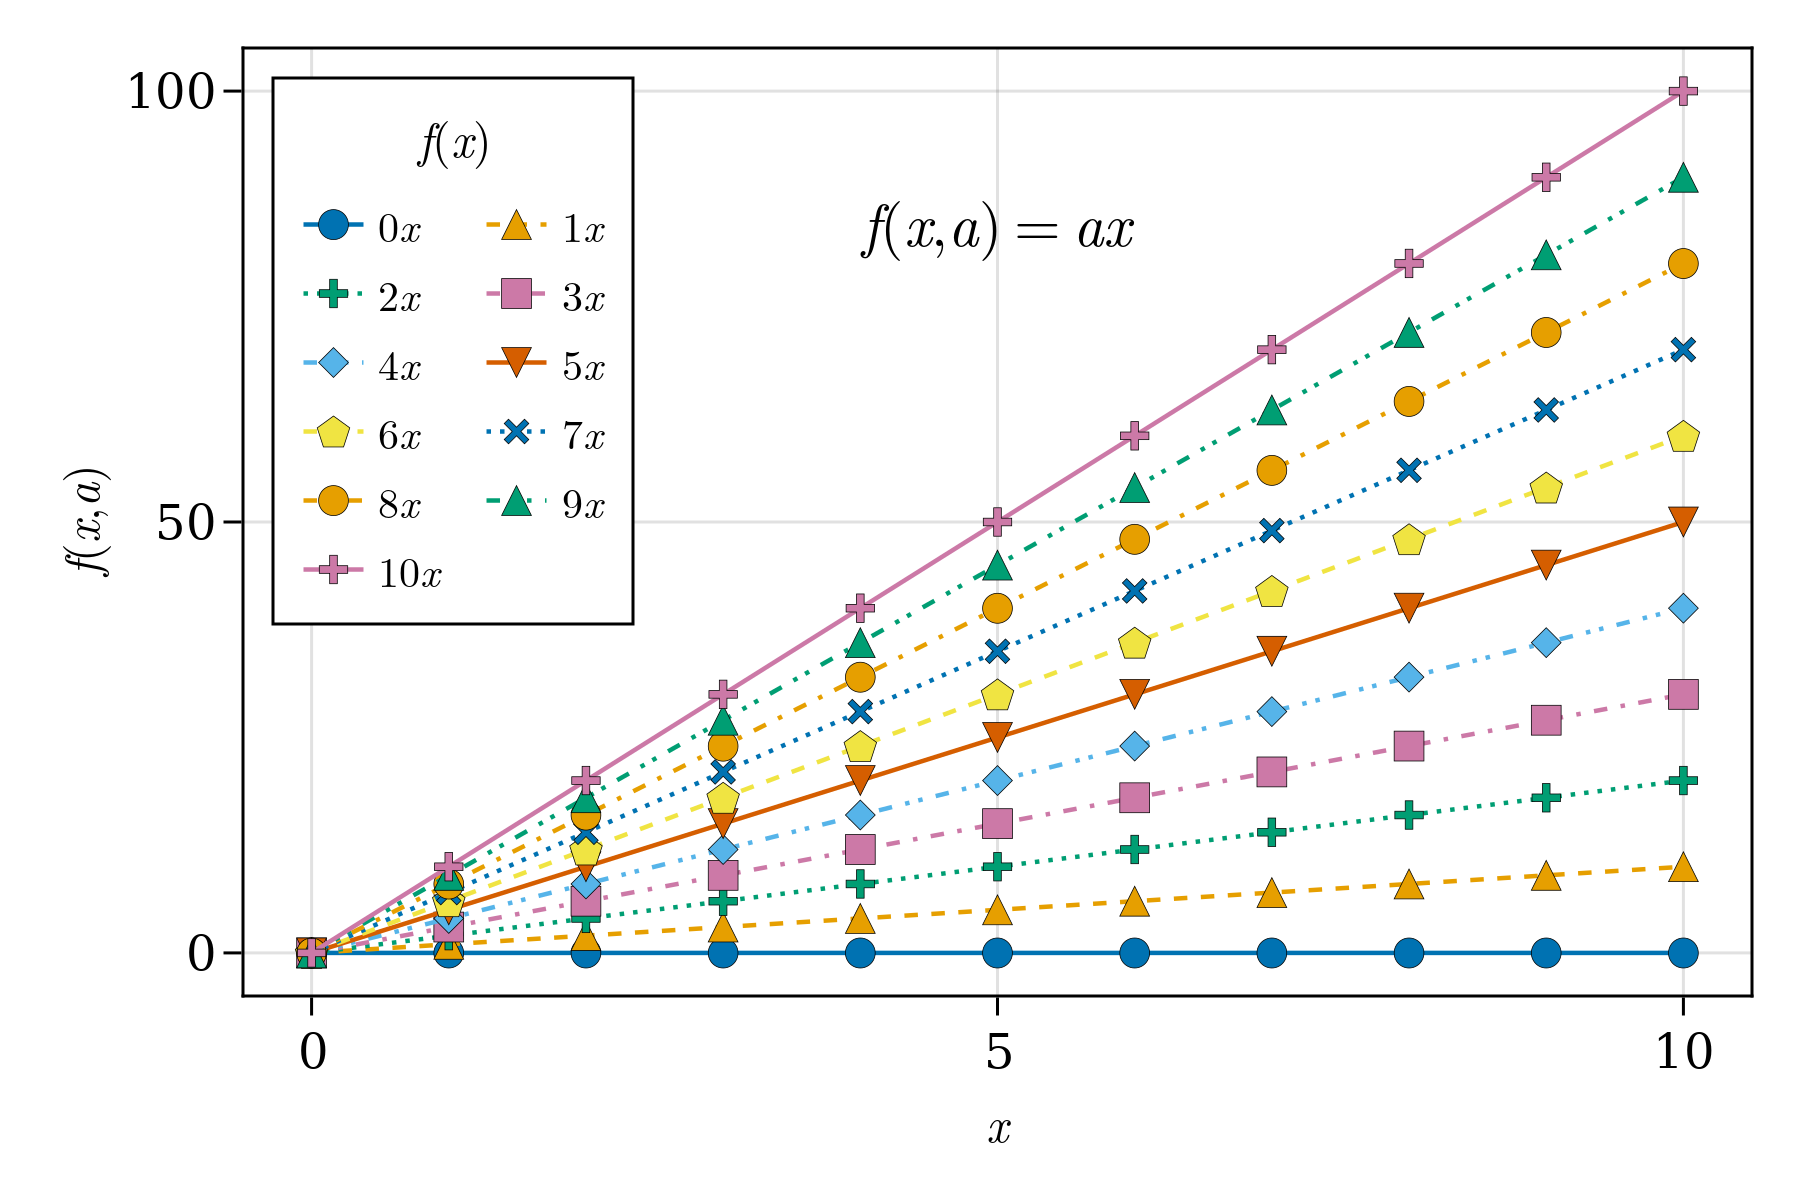 100
50
0
f(x,a)
f(x)
0x 1x
2x 3x
4x 5x
6x 7x
8x 9x
10x
f(x,a) = ax
0 5 10
x